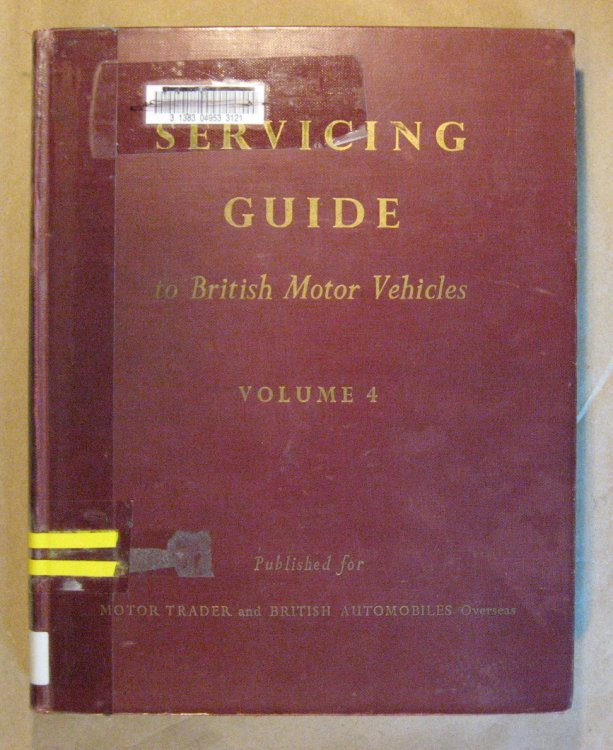 3 1383 04953 3121
SERVICING
GUIDE
to British Motor Vehicles
VOLUME 4
Published for
MOTOR TRADER and BRITISH AUTOMOBILES Overseas